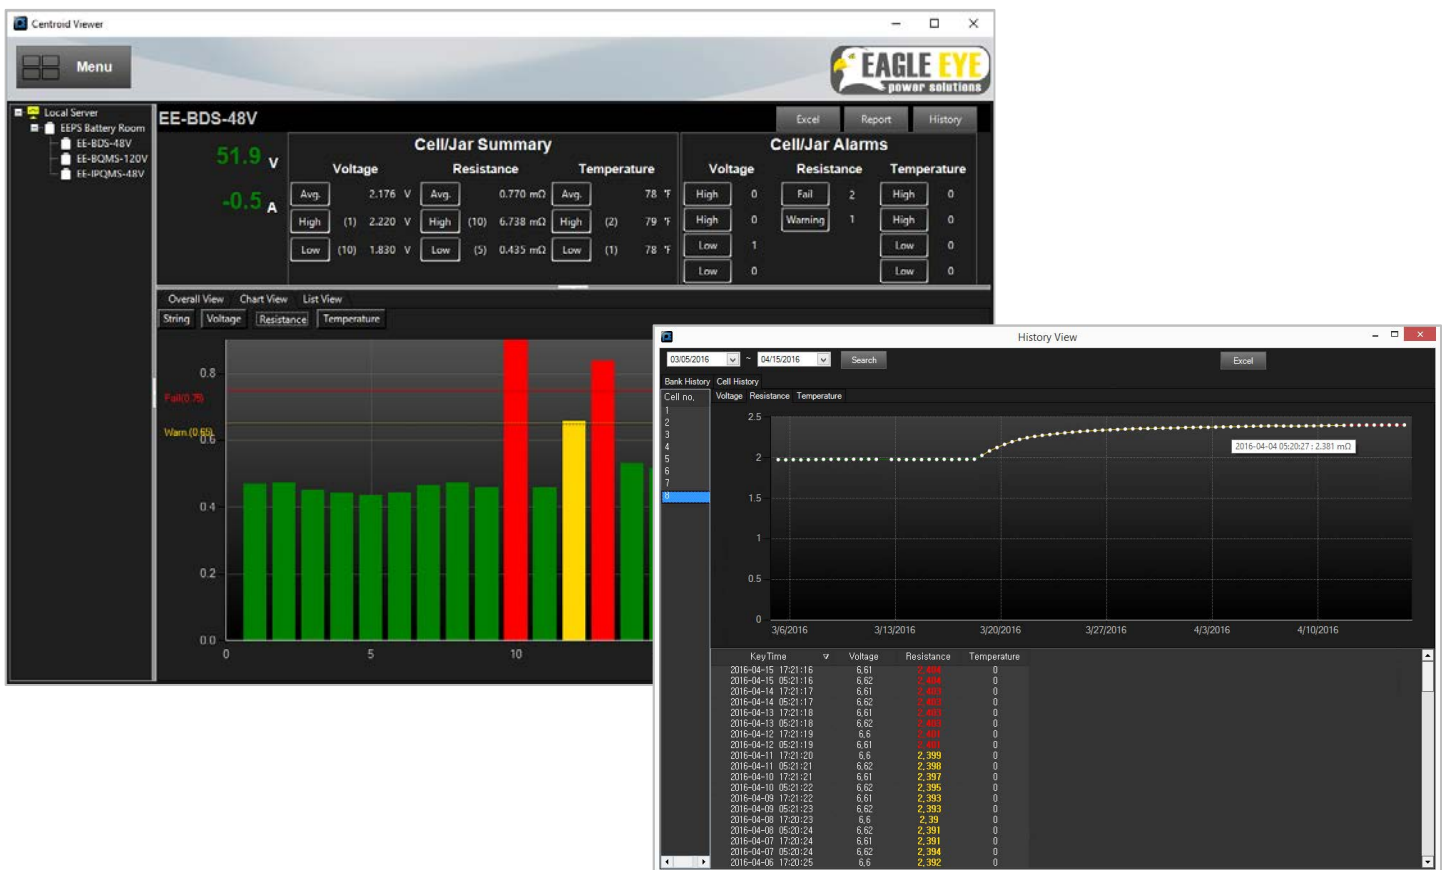 Centroid Viewer
Menu
EAGLE EYE
power solutions
Local Server
EEPS Battery Room
EE-BDS-48V
EE-BQMS-120V
EE-IPQMS-48V
EE-BDS-48V
Excel Report History
51.9 V
-0.5 A
Cell/Jar Summary
Voltage Resistance Temperature
Avg. 2.176 V Avg. 0.770 mΩ Avg. 78 °F
High (1) 2.220 V High (10) 6.738 mΩ High (2) 79 °F
Low (10) 1.830 V Low (5) 0.435 mΩ Low (1) 78 °F
Cell/Jar Alarms
Voltage Resistance Temperature
High 0 Fail 2 High 0
High 0 Warning 1 High 0
Low 1 Low 0
Low 0 Low 0
Overall View Chart View List View
String Voltage Resistance Temperature
0.8
Fail(0.75)
Warn.(0.65)
0.6
0.4
0.2
0.0
0 5 10
History View
03/05/2016 ~ 04/15/2016 Search Excel
Bank History Cell History
Cell no, Voltage Resistance Temperature
1
2
3
4
5
6
7
8
2.5
2
1.5
1
0.5
0
2016-04-04 05:20:27 : 2.381 mΩ
3/6/2016 3/13/2016 3/20/2016 3/27/2016 4/3/2016 4/10/2016
KeyTime Voltage Resistance Temperature
2016-04-15 17:21:16 6,61 0
2016-04-15 05:21:16 6,62 2,404 0
2016-04-14 17:21:17 6,61 2,403 0
2016-04-14 05:21:17 6,62 2,403 0
2016-04-13 17:21:18 6,61 2,403 0
2016-04-13 05:21:18 6,62 2,403 0
2016-04-12 17:21:19 6,6 2,401 0
2016-04-12 05:21:19 6,61 2,401 0
2016-04-11 17:21:20 6,6 2,399 0
2016-04-11 05:21:21 6,62 2,398 0
2016-04-10 17:21:21 6,61 2,397 0
2016-04-10 05:21:22 6,62 2,395 0
2016-04-09 17:21:22 6,61 2,393 0
2016-04-09 05:21:23 6,62 2,393 0
2016-04-08 17:20:23 6,6 2,39 0
2016-04-08 05:20:24 6,62 2,391 0
2016-04-07 17:20:24 6,61 2,391 0
2016-04-07 05:20:24 6,62 2,394 0
2016-04-06 17:20:25 6,6 2,392 0